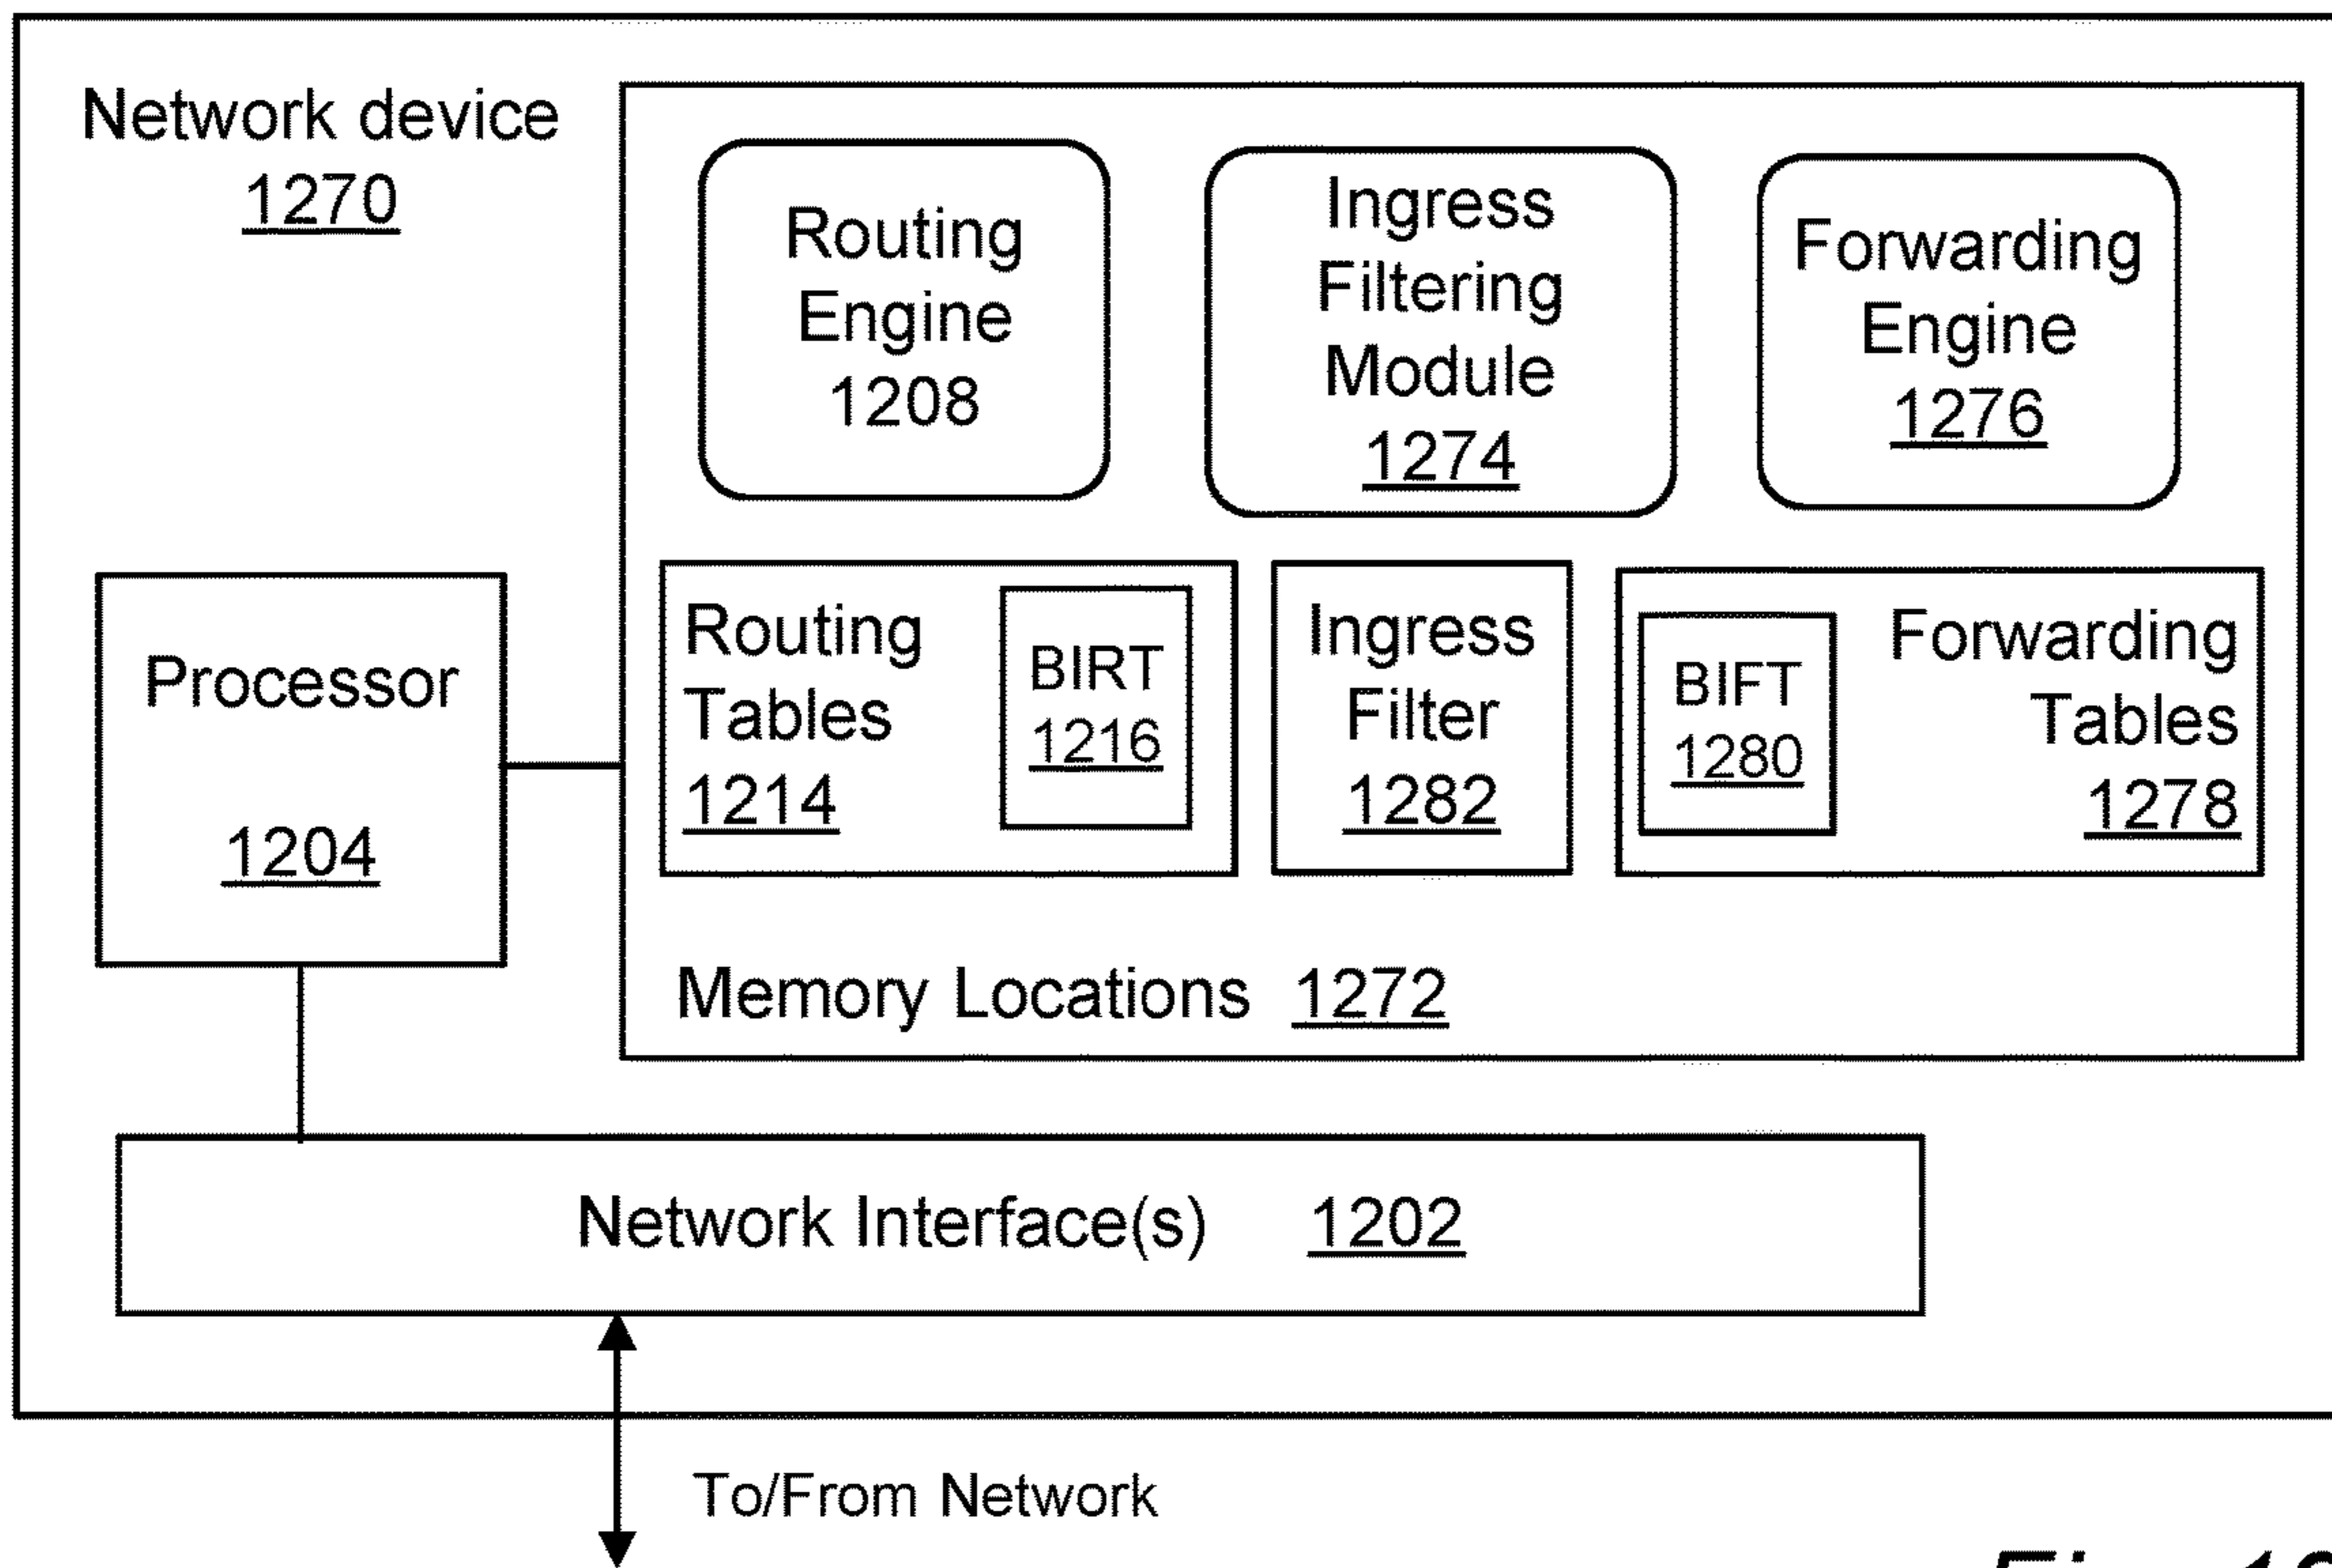 Network device
1270
Routing
Engine
1208
Ingress
Filtering
Module
1274
Forwarding
Engine
1276
Processor
1204
Routing
Tables
1214
BIRT
1216
Ingress
Filter
1282
BIFT
1280
Forwarding
Tables
1278
Memory Locations 1272
Network Interface(s) 1202
To/From Network